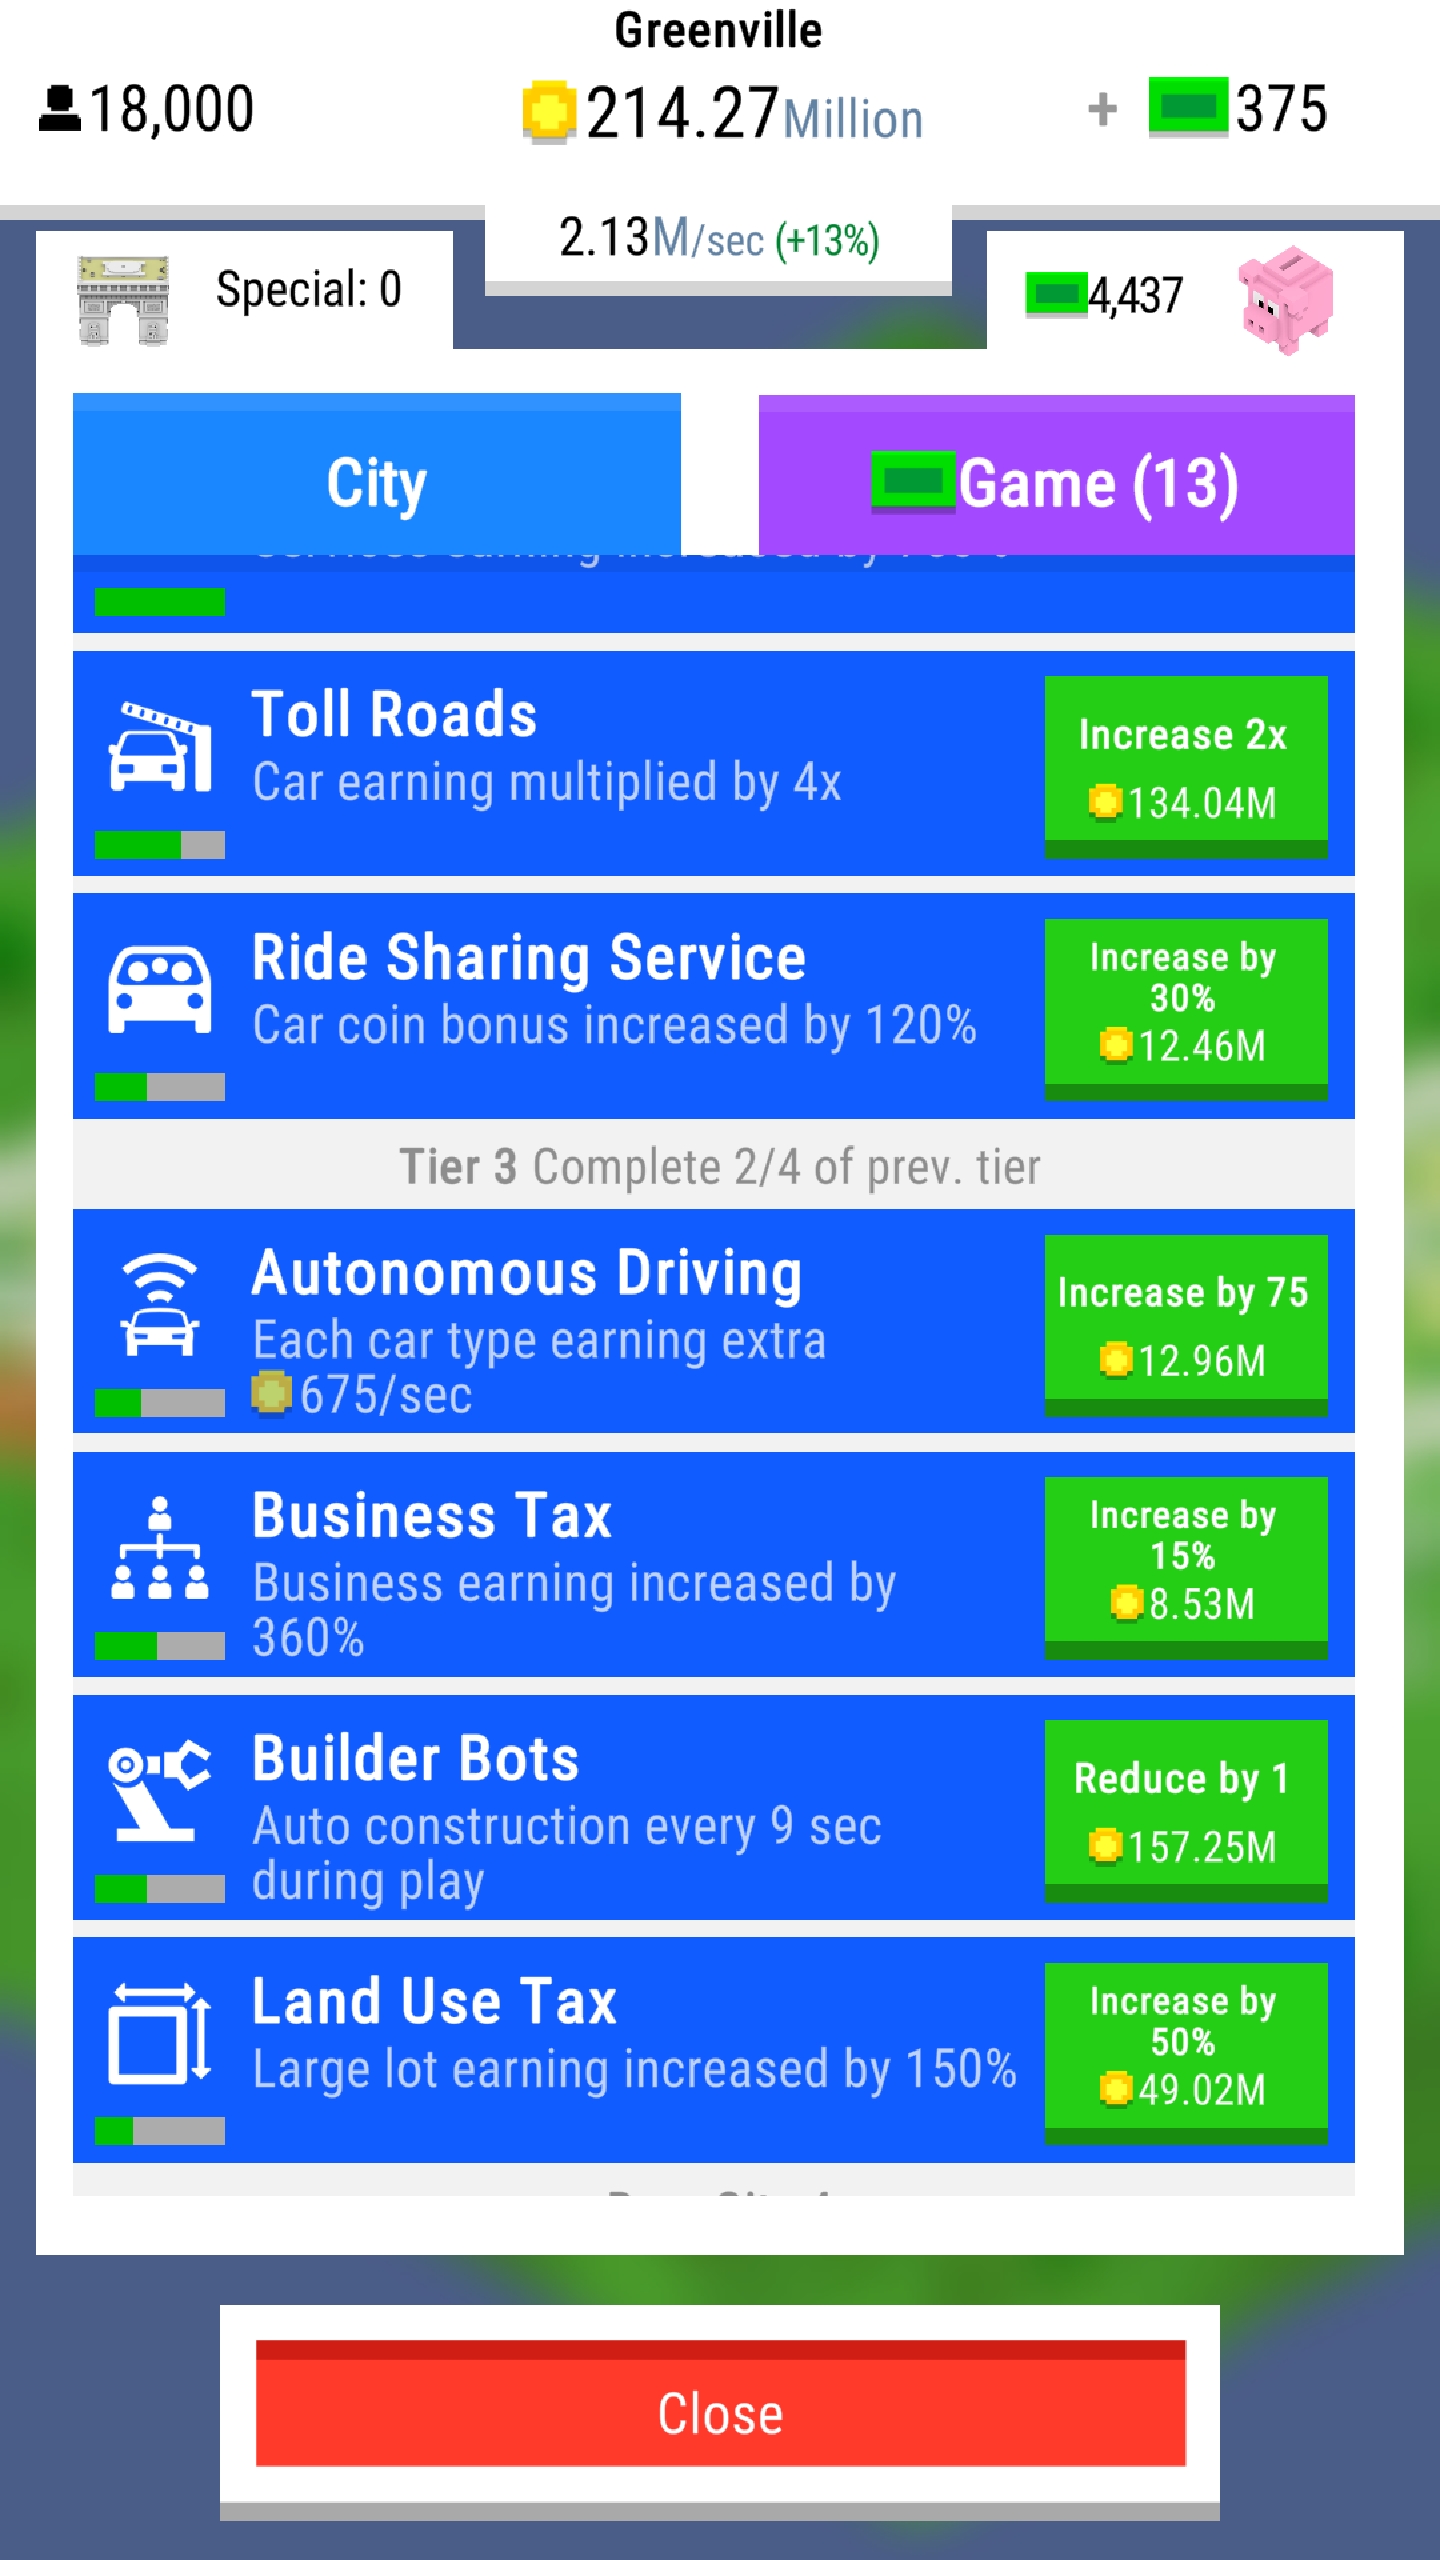 Greenville
18,000
214.27Million
+ 375
2.13M/sec (+13%)
Special: 0
4,437
City
Game (13)
Toll Roads
Car earning multiplied by 4x
Increase 2x
134.04M
Ride Sharing Service
Car coin bonus increased by 120%
Increase by
30%
12.46M
Tier 3 Complete 2/4 of prev. tier
Autonomous Driving
Each car type earning extra
675/sec
Increase by 75
12.96M
Business Tax
Business earning increased by
360%
Increase by
15%
8.53M
Builder Bots
Auto construction every 9 sec
during play
Reduce by 1
157.25M
Land Use Tax
Large lot earning increased by 150%
Increase by
50%
49.02M
Close